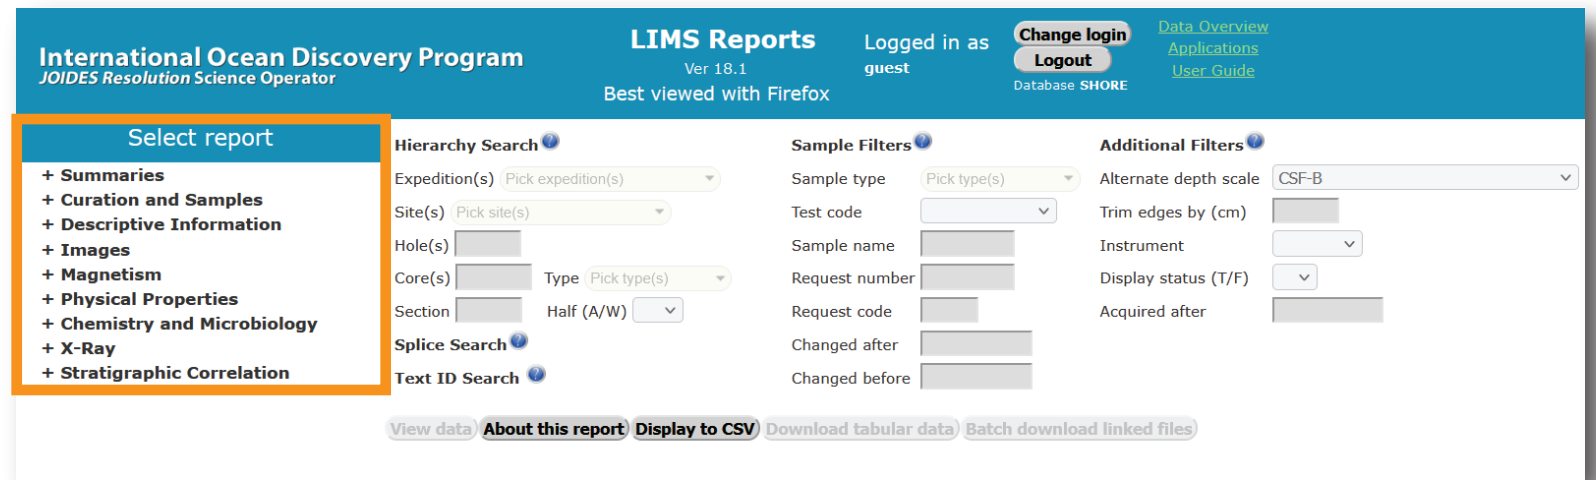 International Ocean Discovery Program
JOIDES Resolution Science Operator
LIMS Reports
Ver 18.1
Best viewed with Firefox
Logged in as
guest
Change login
Logout
Database SHORE
Data Overview
Applications
User Guide
Select report
+ Summaries
+ Curation and Samples
+ Descriptive Information
+ Images
+ Magnetism
+ Physical Properties
+ Chemistry and Microbiology
+ X-Ray
+ Stratigraphic Correlation
Hierarchy Search ?
Expedition(s) Pick expedition(s)
Site(s) Pick site(s)
Hole(s)
Core(s) Type Pick type(s)
Section Half (A/W)
Splice Search ?
Text ID Search ?
Sample Filters ?
Sample type Pick type(s)
Test code
Sample name
Request number
Request code
Changed after
Changed before
Additional Filters ?
Alternate depth scale CSF-B
Trim edges by (cm)
Instrument
Display status (T/F)
Acquired after
View data About this report Display to CSV Download tabular data Batch download linked files